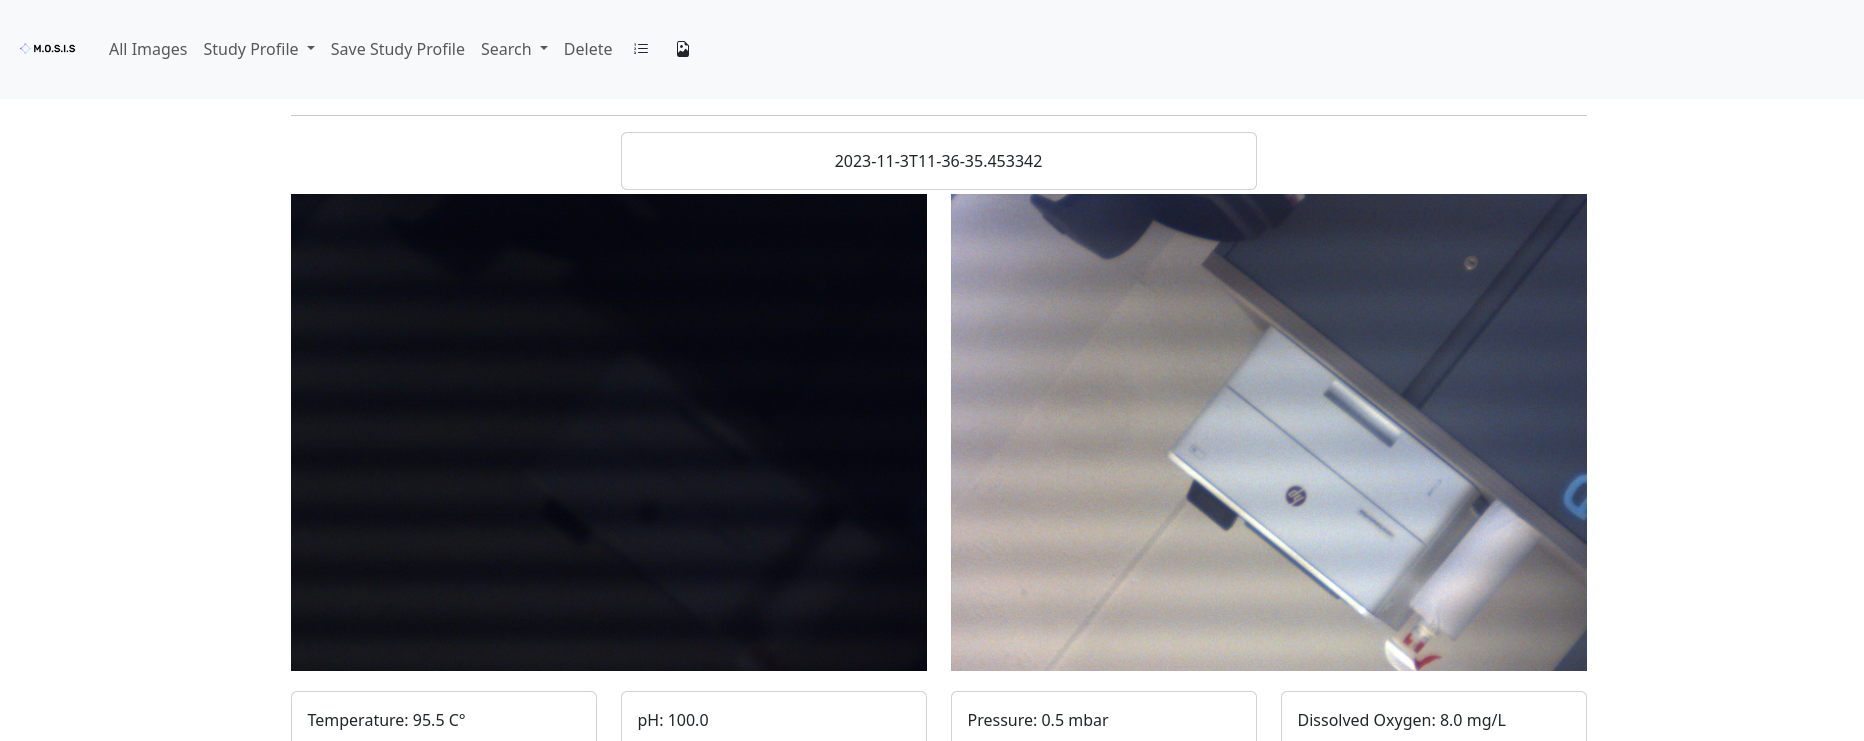 M.O.S.I.S All Images Study Profile Save Study Profile Search Delete
2023-11-3T11-36-35.453342
hp
Temperature: 95.5 C° pH: 100.0 Pressure: 0.5 mbar Dissolved Oxygen: 8.0 mg/L